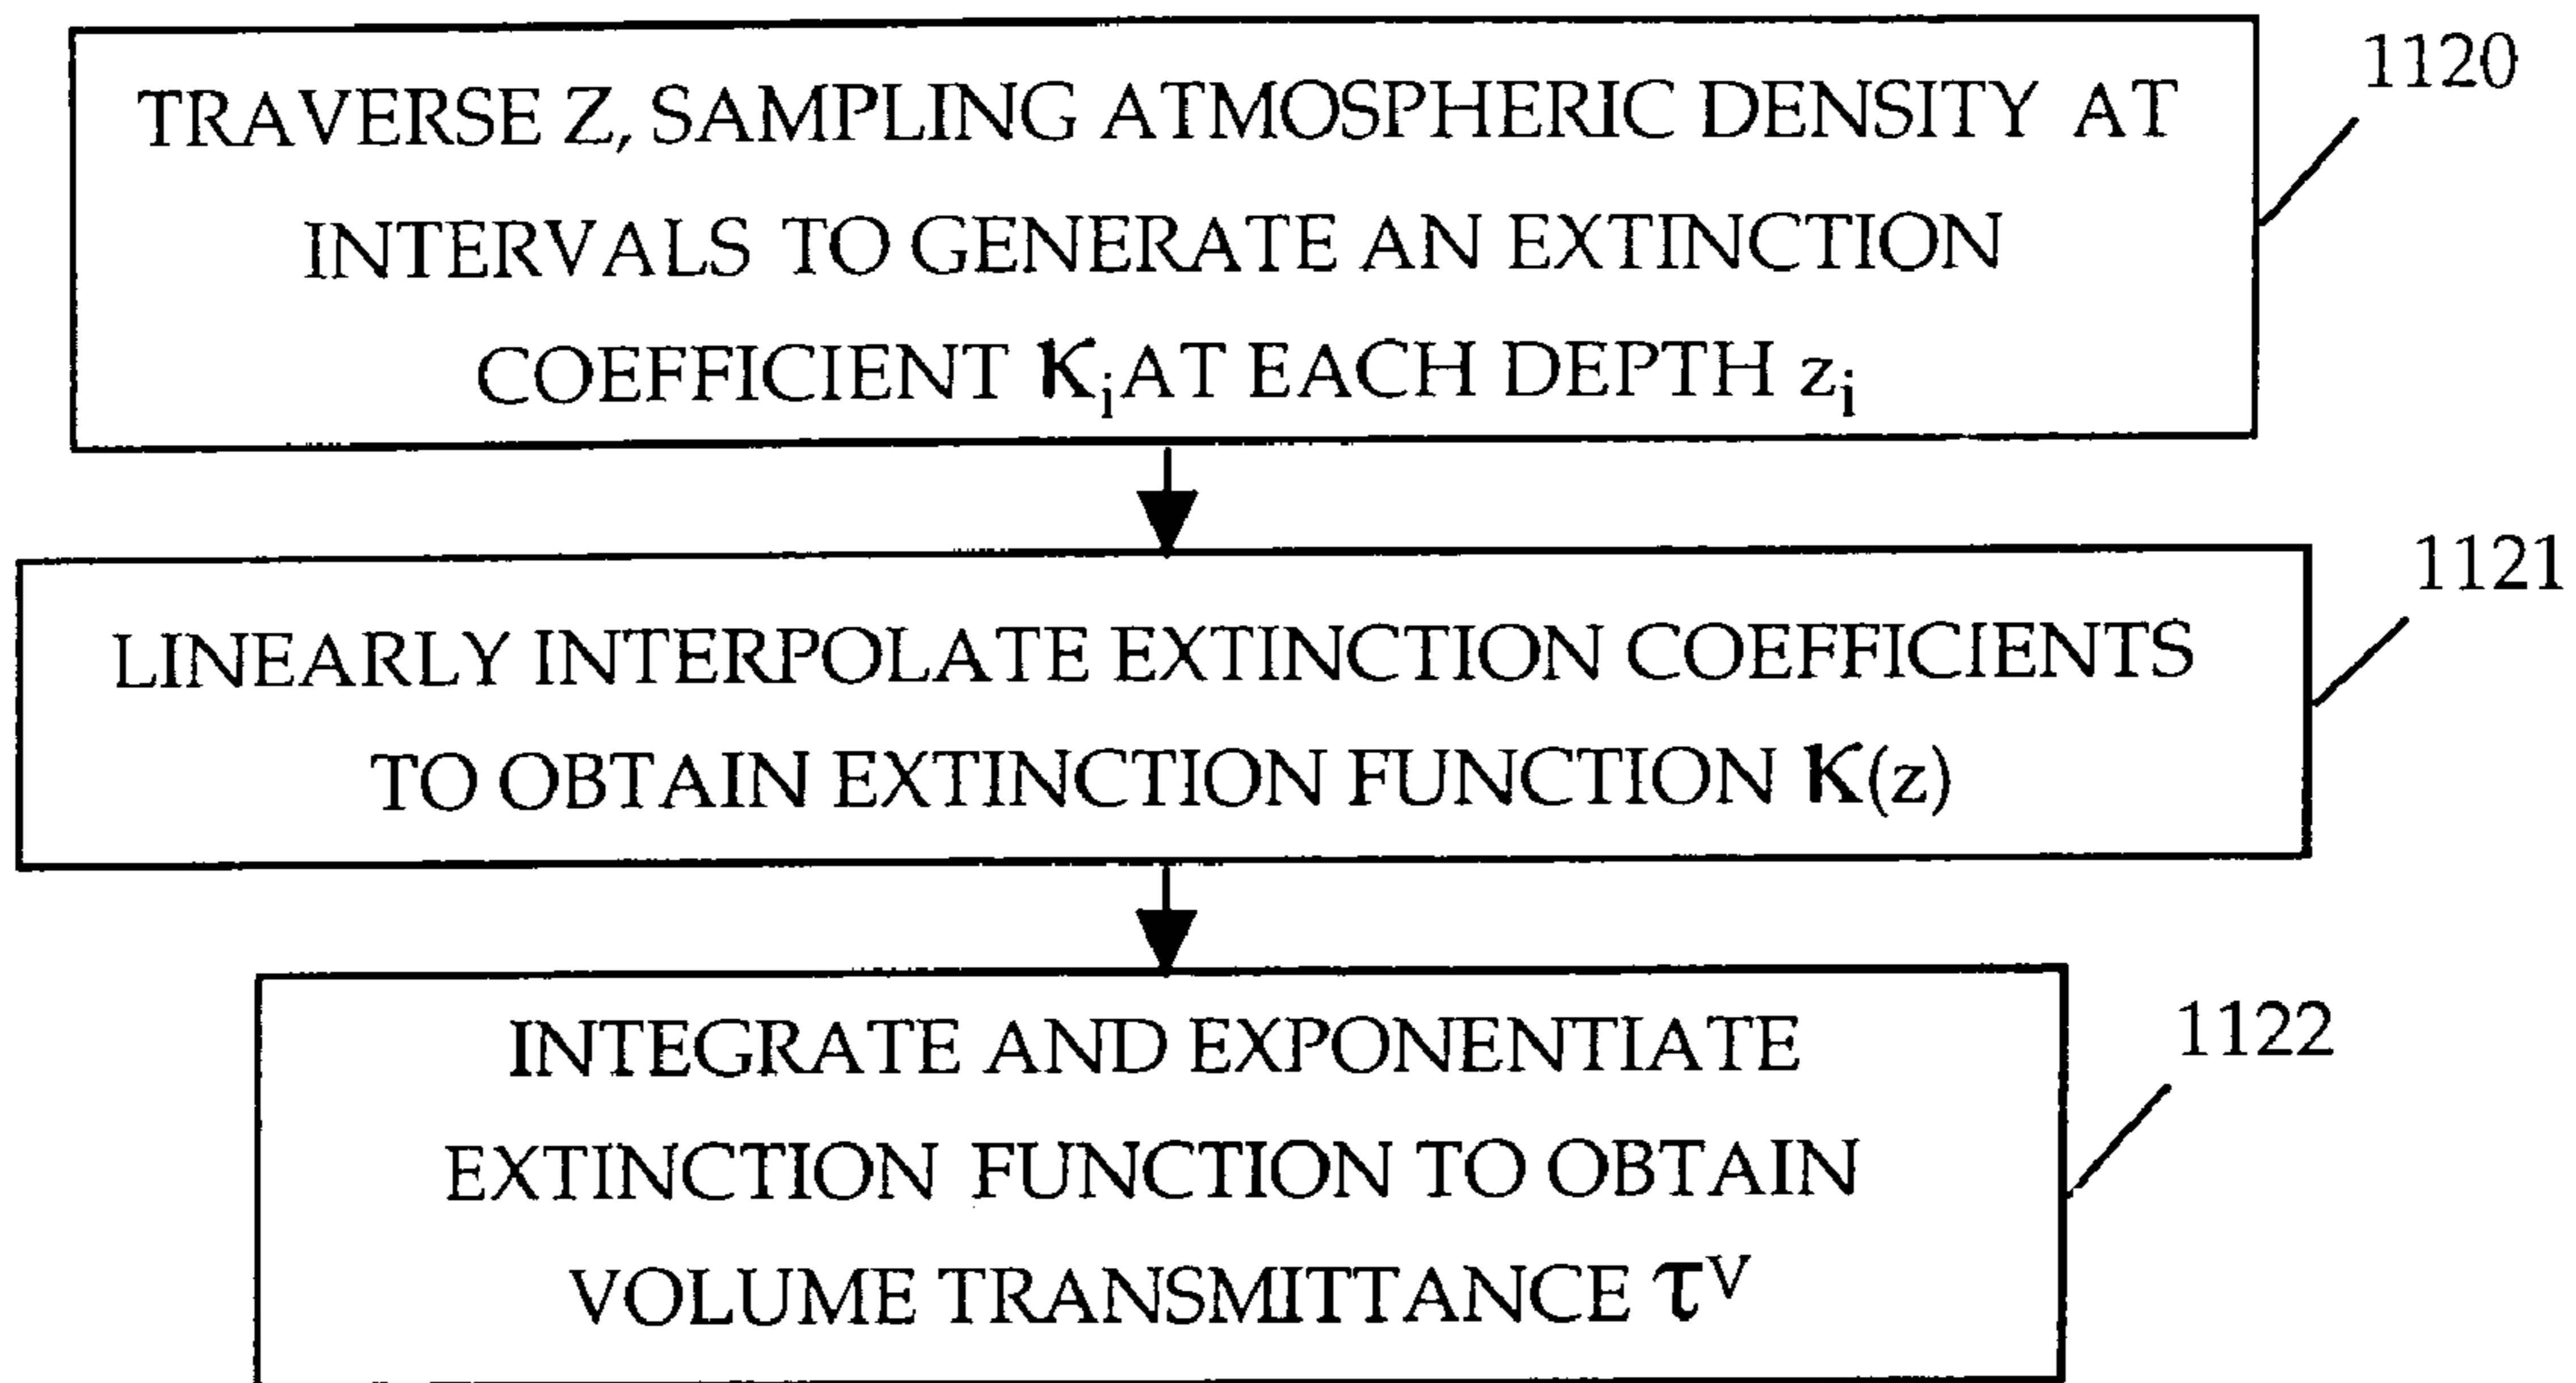 TRAVERSE Z, SAMPLING ATMOSPHERIC DENSITY AT
INTERVALS TO GENERATE AN EXTINCTION
COEFFICIENT κi AT EACH DEPTH zi
1120
LINEARLY INTERPOLATE EXTINCTION COEFFICIENTS
TO OBTAIN EXTINCTION FUNCTION κ(z)
1121
INTEGRATE AND EXPONENTIATE
EXTINCTION FUNCTION TO OBTAIN
VOLUME TRANSMITTANCE τV
1122